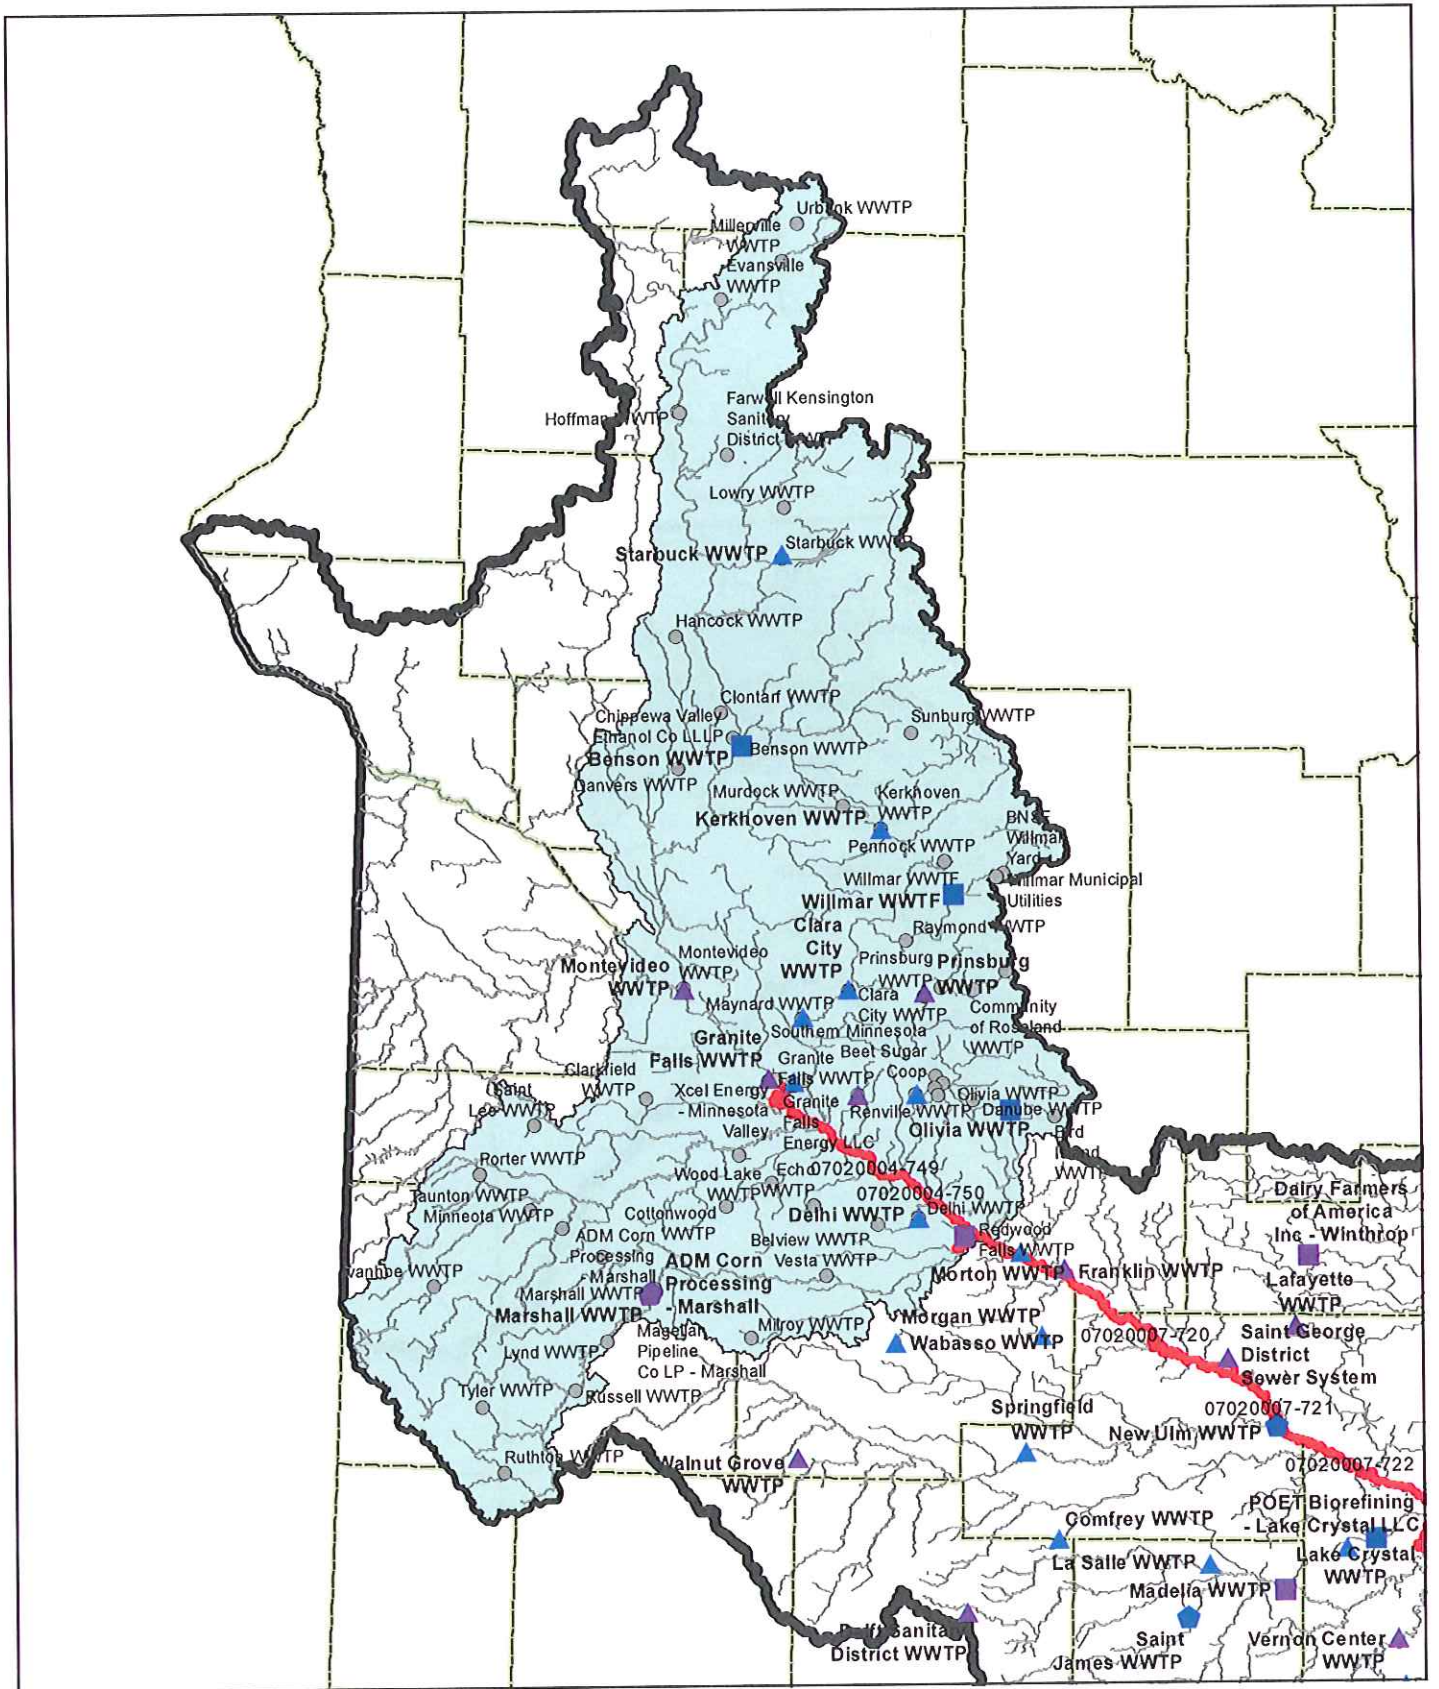 Urbank WWTP
Millerville
WWTP
Evansville
WWTP
Farwell Kensington
Sanitary
District WWTP
Hoffman WWTP
Lowry WWTP
Starbuck WWTP
Starbuck WWTP
Hancock WWTP
Clontarf WWTP
Chippewa Valley
Ethanol Co LLLP
Sunburg WWTP
Benson WWTP
Benson WWTP
Danvers WWTP
Murdock WWTP
Kerkhoven
WWTP
Kerkhoven WWTP
BNSF
Willmar
Yard
Pennock WWTP
Willmar WWTF
Willmar Municipal
Utilities
Willmar WWTF
Clara
City
WWTP
Raymond WWTP
Montevideo
WWTP
Montevideo
WWTP
Prinsburg
WWTP
Prinsburg
WWTP
Maynard WWTP
Clara
City WWTP
Community
of Roseland
WWTP
Granite
Falls WWTP
Southern Minnesota
Beet Sugar
Coop
Granite
Falls WWTP
Clarkfield
WWTP
Saint
Leo WWTP
Xcel Energy
- Minnesota
Valley
Granite
Falls
Energy LLC
Renville WWTP
Olivia WWTP
Danube WWTP
Olivia WWTP
Bird
Island
WWTP
Porter WWTP
Wood Lake
WWTP
Echo
WWTP
07020004-749
07020004-750
Taunton WWTP
Minneota WWTP
Cottonwood
WWTP
Delhi WWTP
Delhi WWTP
Dairy Farmers
of America
Inc - Winthrop
ADM Corn
Processing
- Marshall
Belview WWTP
Redwood
Falls WWTP
Vesta WWTP
ADM Corn
Processing
- Marshall
Ivanhoe WWTP
Marshall WWTP
Marshall WWTP
Morton WWTP
Franklin WWTP
Lafayette
WWTP
Morgan WWTP
Wabasso WWTP
Magellan
Pipeline
Co LP - Marshall
Milroy WWTP
Lynd WWTP
07020007-720
Saint George
District
Sewer System
Tyler WWTP
Russell WWTP
Springfield
WWTP
07020007-721
New Ulm WWTP
Ruthton WWTP
Walnut Grove
WWTP
07020007-722
POET Biorefining
- Lake Crystal LLC
Comfrey WWTP
La Salle WWTP
Lake Crystal
WWTP
Madelia WWTP
Delft Sanitary
District WWTP
Saint
James WWTP
Vernon Center
WWTP